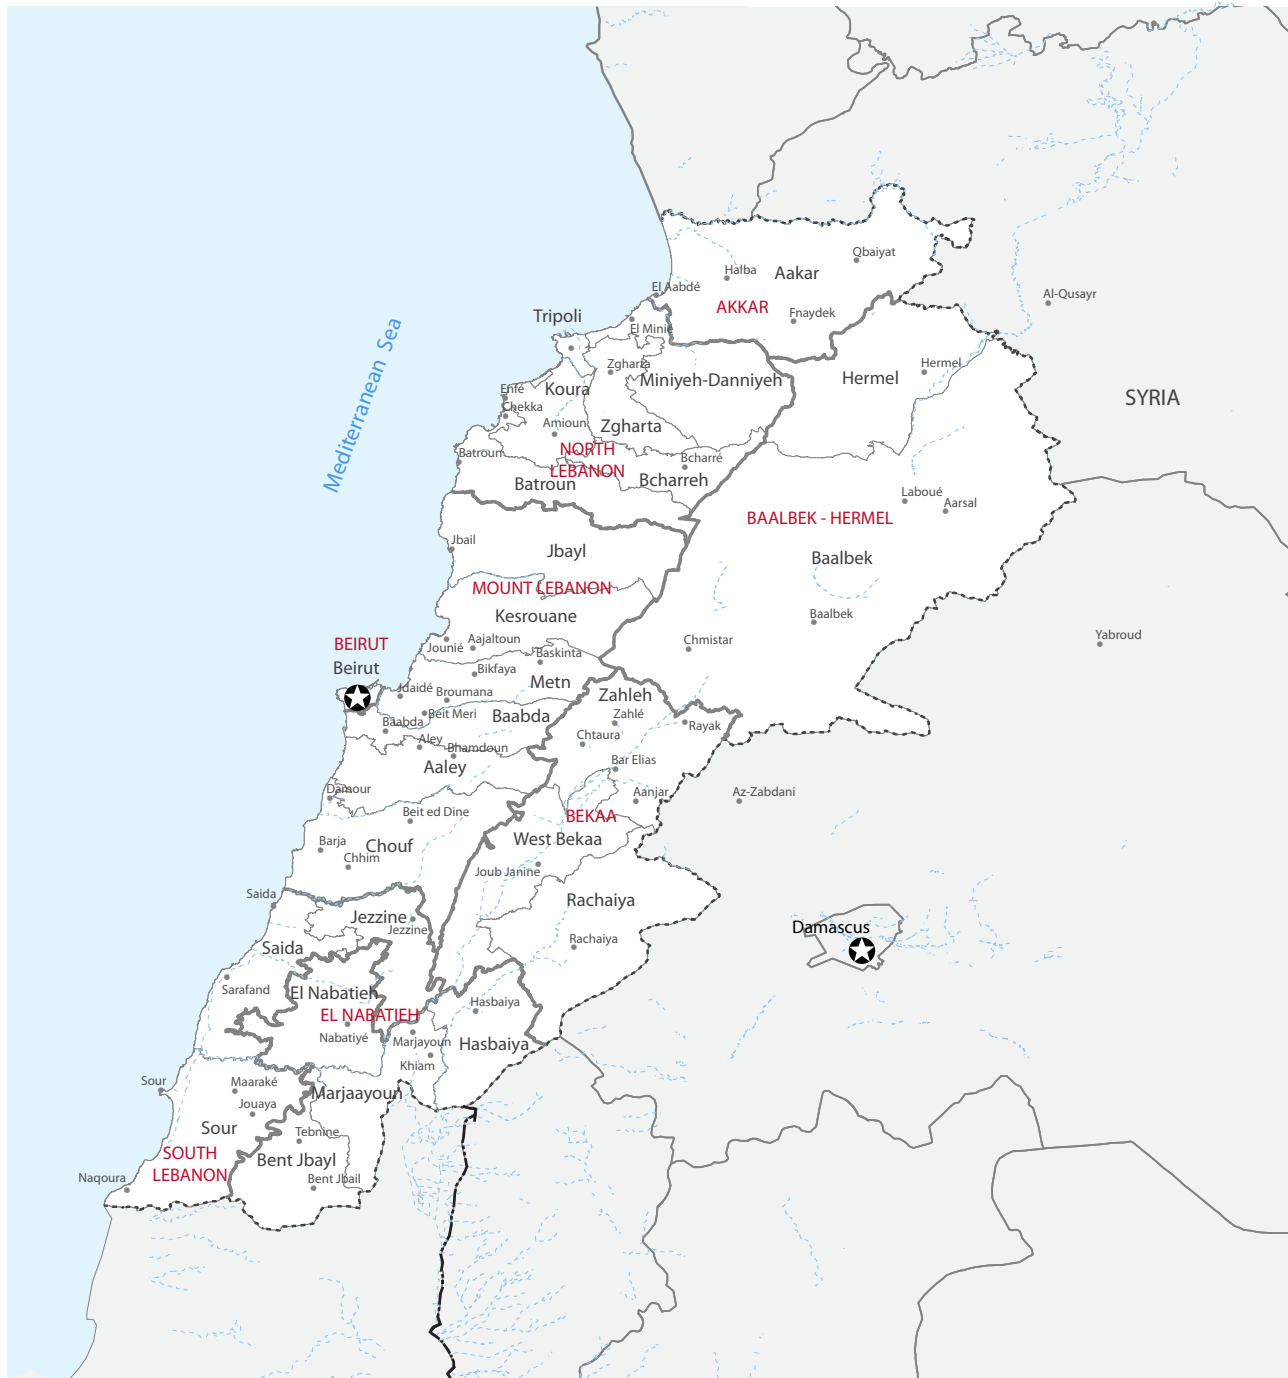 Qbaiyat
Halba
Aakar
El Aabdé
Al-Qusayr
AKKAR
Fnaydek
Tripoli
El Minié
Mediterranean Sea
Zgharta
Hermel
Miniyeh-Danniyeh
Hermel
Koura
Enfé
Chekka
SYRIA
Amioun
Zgharta
NORTH
LEBANON
Batroun
Bcharré
Batroun
Bcharreh
Laboué
Aarsal
BAALBEK - HERMEL
Jbail
Jbayl
Baalbek
MOUNT LEBANON
Kesrouane
Baalbek
BEIRUT
Beirut
Jounié
Aajaltoun
Chmistar
Yabroud
Baskinta
Bikfaya
Metn
Jdaidé
Broumana
Zahleh
Beit Meri
Baabda
Baabda
Zahlé
Rayak
Aley
Bhamdoun
Chtaura
Aaley
Bar Elias
Damour
Aanjar
Az-Zabdani
Beit ed Dine
BEKAA
Barja
Chouf
West Bekaa
Chhim
Joub Janine
Saida
Rachaiya
Jezzine
Jezzine
Damascus
Saida
Rachaiya
Sarafand
El Nabatieh
Hasbaiya
EL NABATIEH
Nabatiyé
Marjayoun
Hasbaiya
Khiam
Sour
Maaraké
Marjaayoun
Jouaya
Sour
Tebnine
SOUTH
LEBANON
Bent Jbayl
Naqoura
Bent Jbail